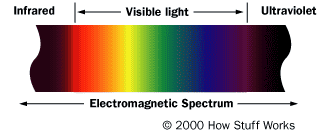 Infrared Visible light Ultraviolet
Electromagnetic Spectrum
© 2000 How Stuff Works